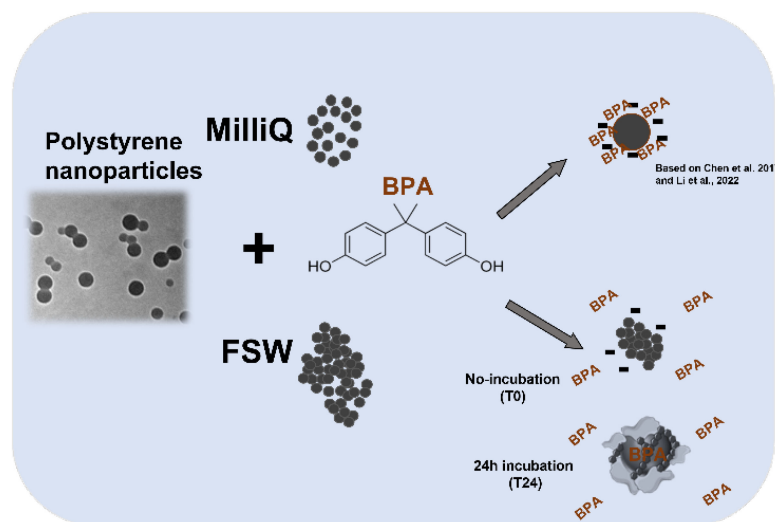 Polystyrene
nanoparticles
MilliQ
+
BPA
HO
OH
FSW
BPA
BPA
BPA
BPA
BPA
Based on Chen et al. 201
and Li et al., 2022
BPA
BPA
No-incubation
(T0)
BPA
BPA
BPA
BPA
24h incubation
(T24)
BPA
BPA
BPA